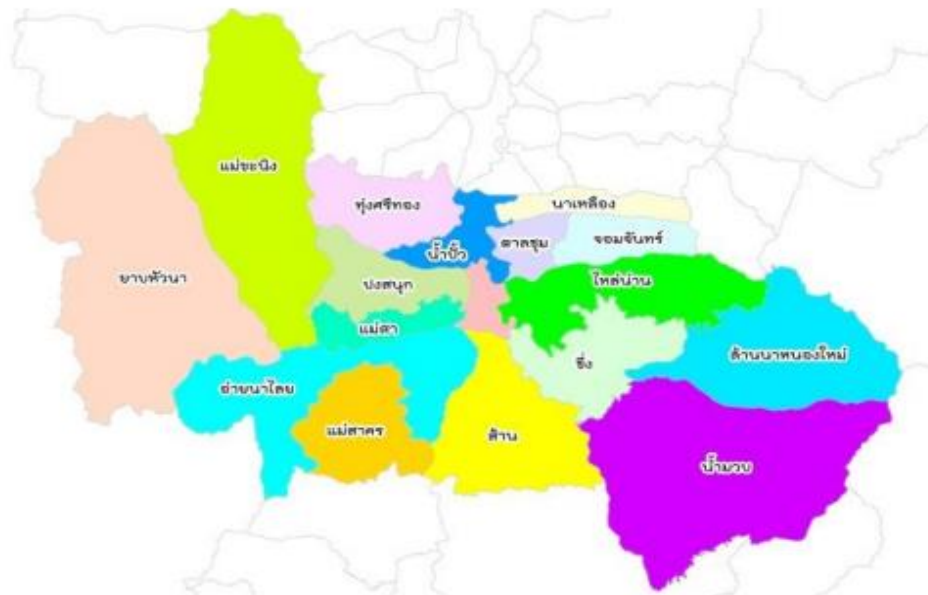 แม่ขะนิง
ทุ่งศรีทอง
นาเหลือง
น้ำปั้ว
ตาลชุม
จอมจันทร์
ยาบหัวนา
ปงสนุก
ไหล่น่าน
แม่สา
ส้านนาหนองใหม่
ขึ่ง
อ่ายนาไลย
แม่สาคร
ส้าน
น้ำมวบ